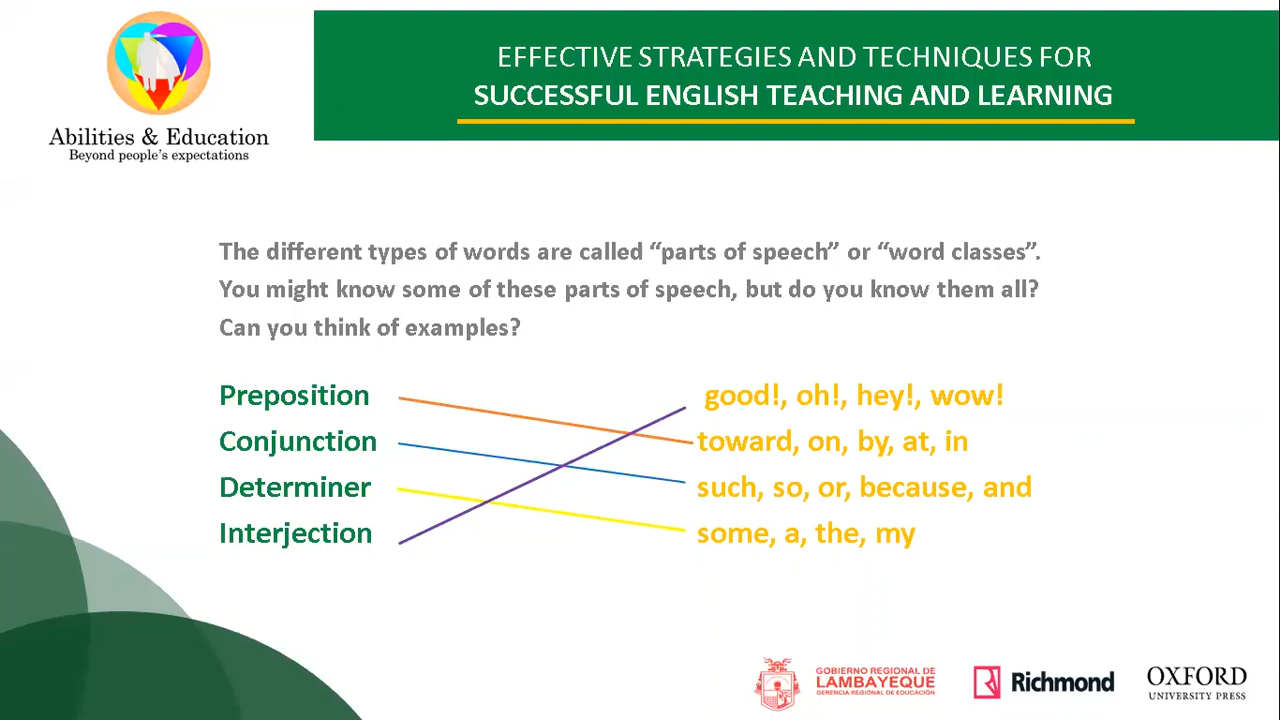 EFFECTIVE STRATEGIES AND TECHNIQUES FOR
SUCCESSFUL ENGLISH TEACHING AND LEARNING
Abilities & Education
Beyond people's expectations
The different types of words are called “parts of speech” or “word classes”.
You might know some of these parts of speech, but do you know them all?
Can you think of examples?
Preposition
Conjunction
Determiner
Interjection
good!, oh!, hey!, wow!
toward, on, by, at, in
such, so, or, because, and
some, a, the, my
GOBIERNO REGIONAL DE
LAMBAYEQUE
GERENCIA REGIONAL DE EDUCACIÓN
Richmond
OXFORD
UNIVERSITY PRESS